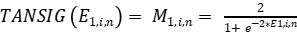 TANSIG (E₁,ᵢ,ₙ) = M₁,ᵢ,ₙ = 2 / (1 + e^(−2*E1,i,n))